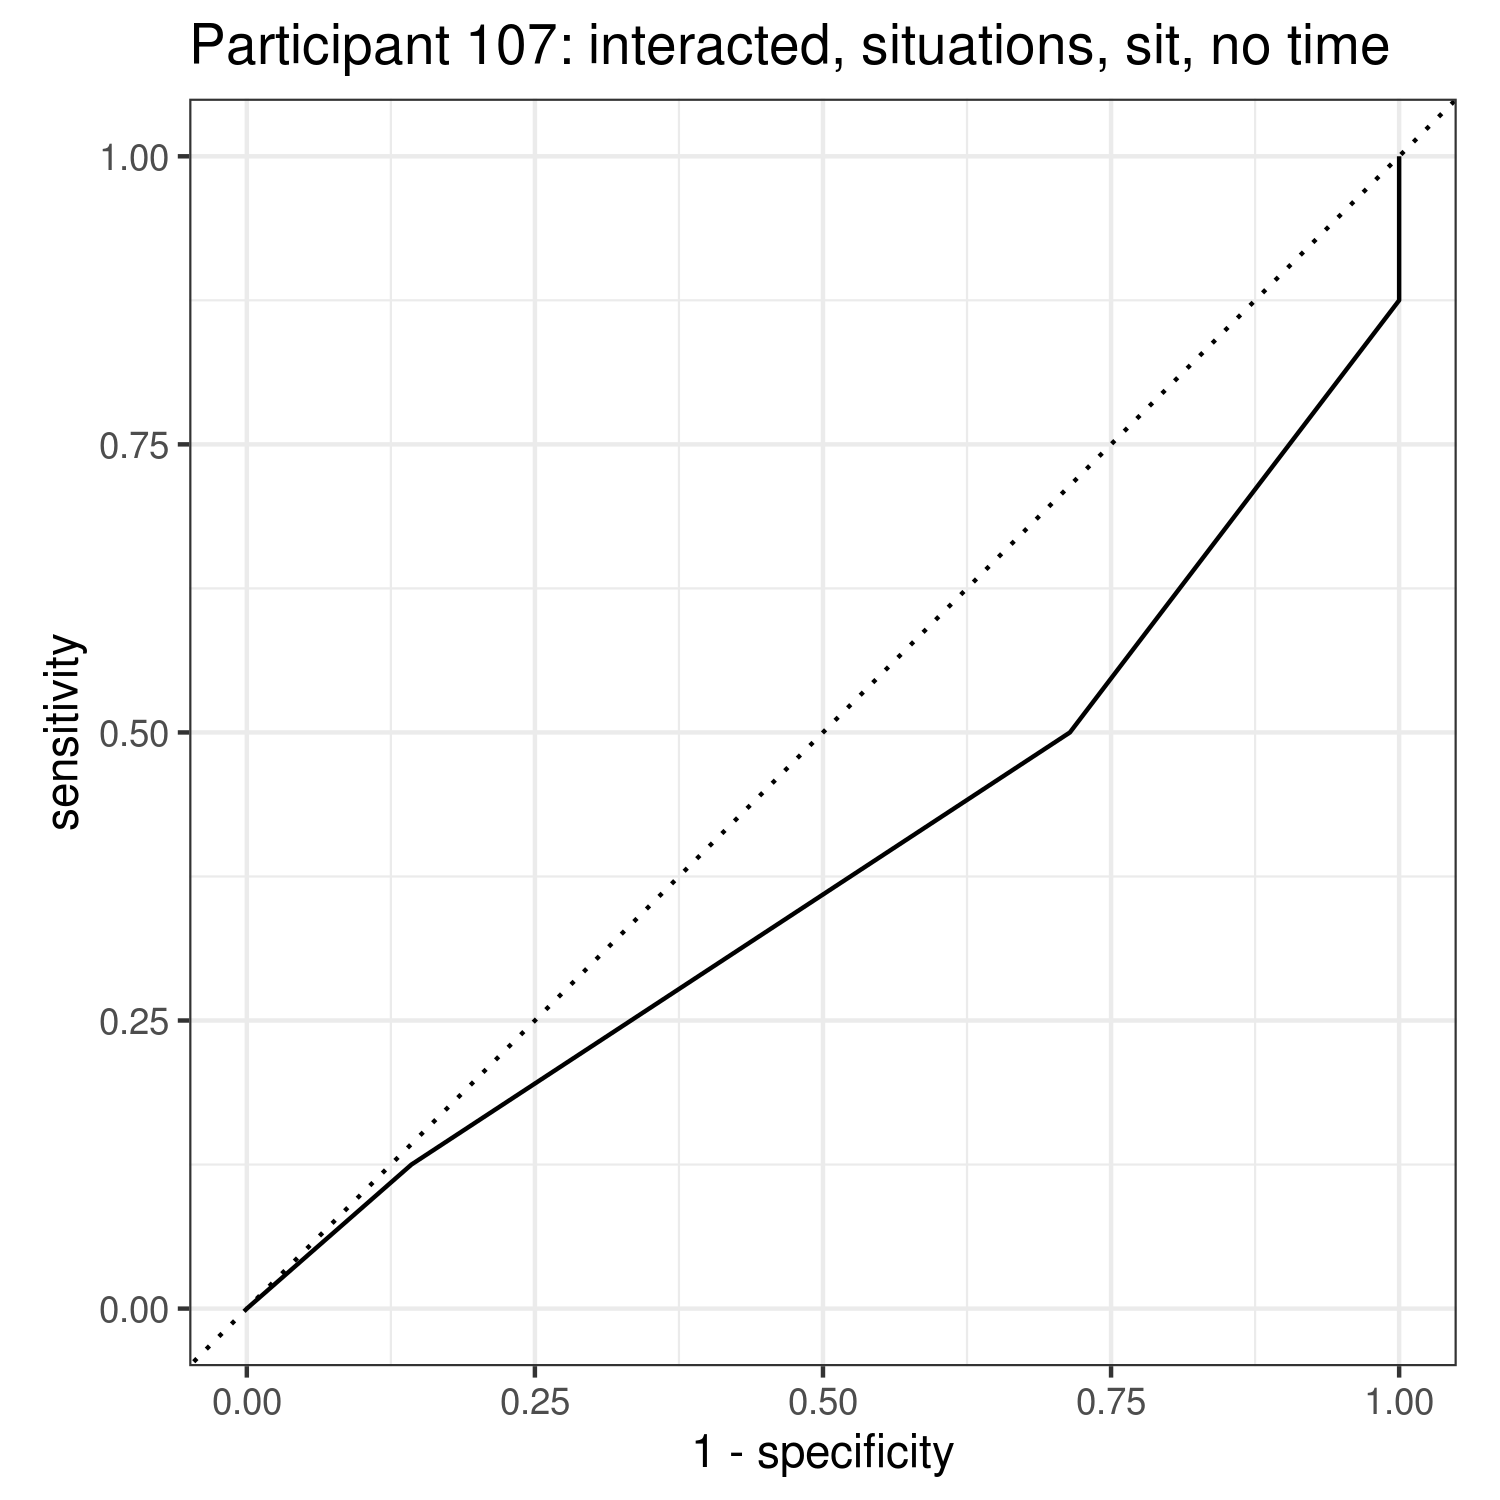 Participant 107: interacted, situations, sit, no time
1.00
0.75
0.50
0.25
0.00
sensitivity
0.00 0.25 0.50 0.75 1.00
1 - specificity